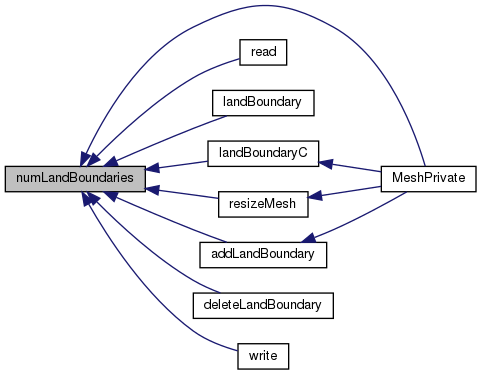 read
landBoundary
landBoundaryC
numLandBoundaries
MeshPrivate
resizeMesh
addLandBoundary
deleteLandBoundary
write